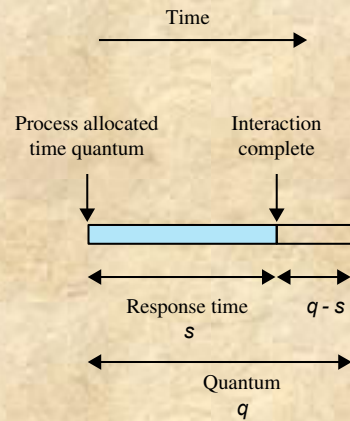 Time
Process allocated
time quantum
Interaction
complete
Response time
s
q - s
Quantum
q